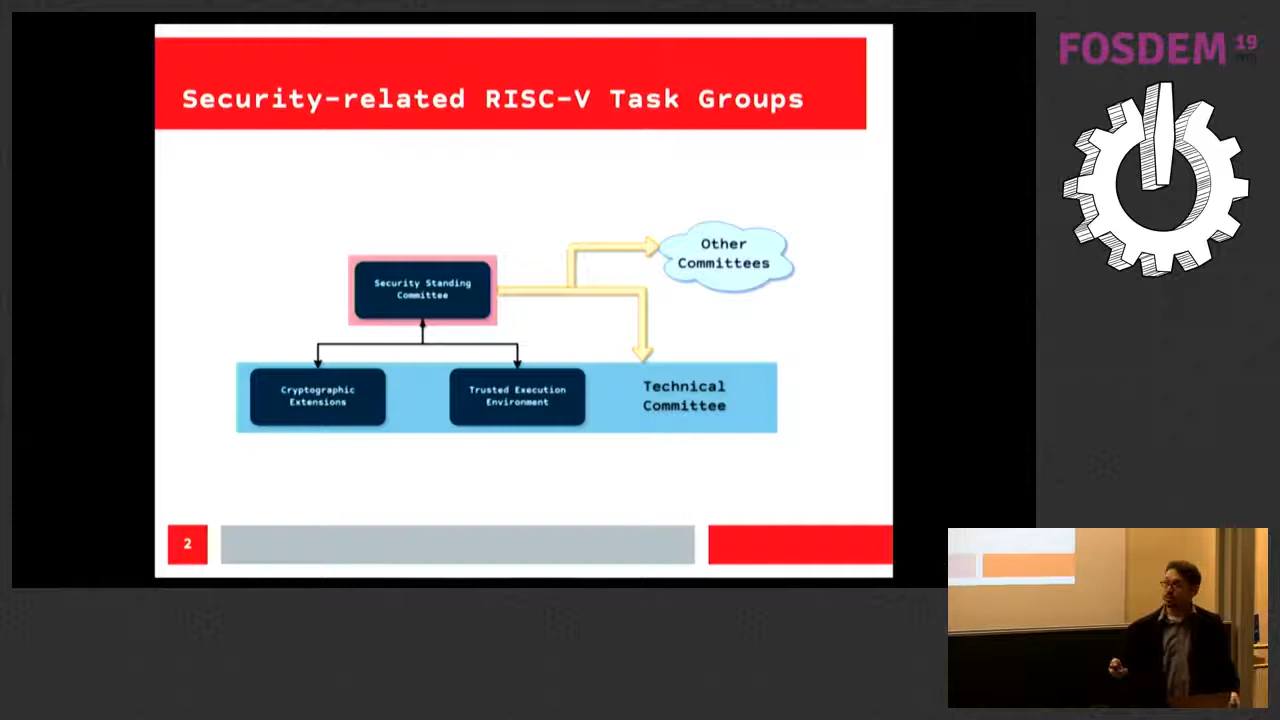 Security-related RISC-V Task Groups
Other
Committees
Security Standing
Committee
Cryptographic
Extensions
Trusted Execution
Environment
Technical
Committee
2
FOSDEM 19